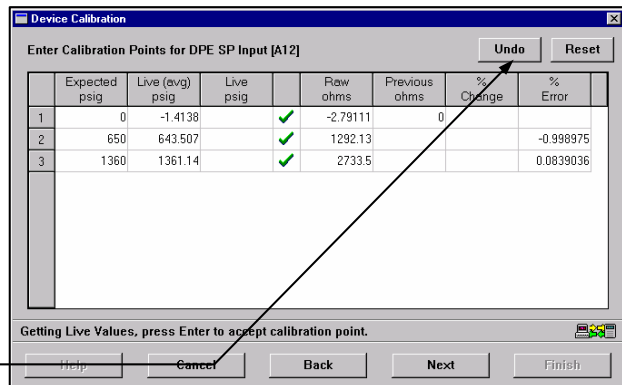 Device Calibration
Enter Calibration Points for DPE SP Input [A12]
Undo Reset
Expected psig Live (avg) psig Live psig Raw ohms Previous ohms % Change % Error
1 0 -1.4138 -2.79111 0
2 650 643.507 1292.13 -0.998975
3 1360 1361.14 2733.5 0.0839036
Getting Live Values, press Enter to accept calibration point.
Help Cancel Back Next Finish